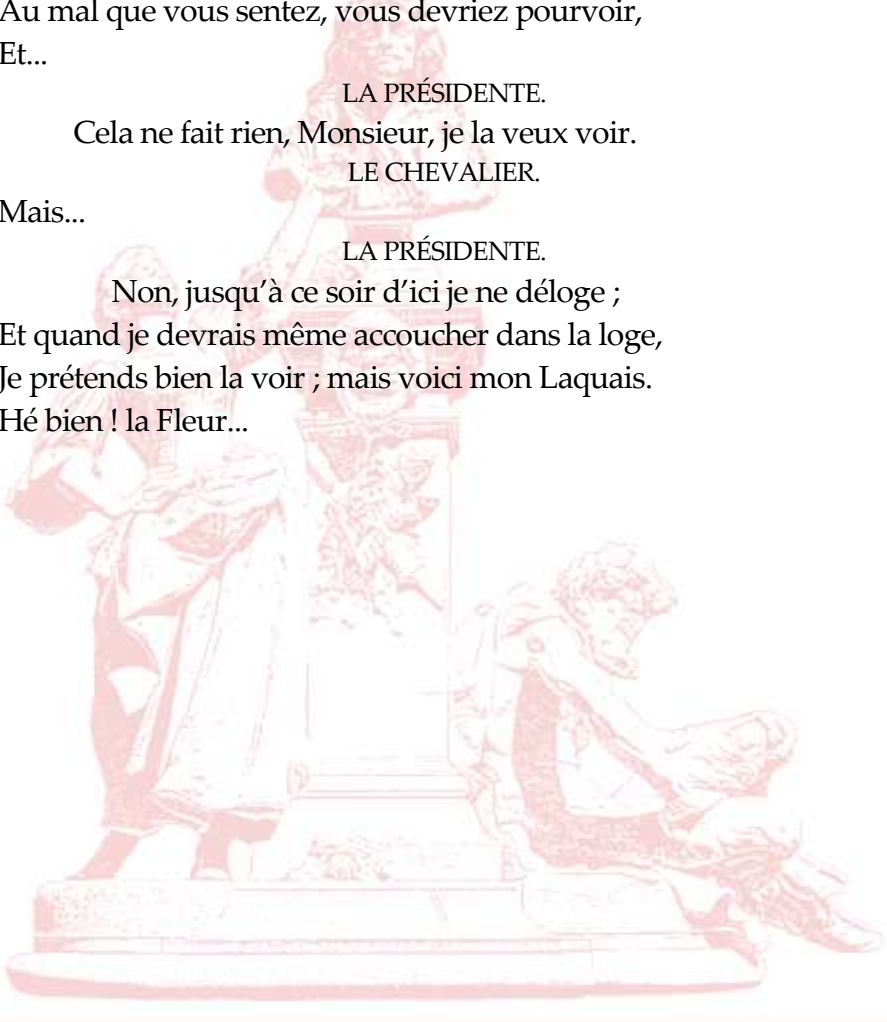 Au mal que vous sentez, vous devriez pourvoir,
Et...
LA PRÉSIDENTE.
Cela ne fait rien, Monsieur, je la veux voir.
LE CHEVALIER.
Mais...
LA PRÉSIDENTE.
Non, jusqu’à ce soir d’ici je ne déloge ;
Et quand je devrais même accoucher dans la loge,
Je prétends bien la voir ; mais voici mon Laquais.
Hé bien ! la Fleur...